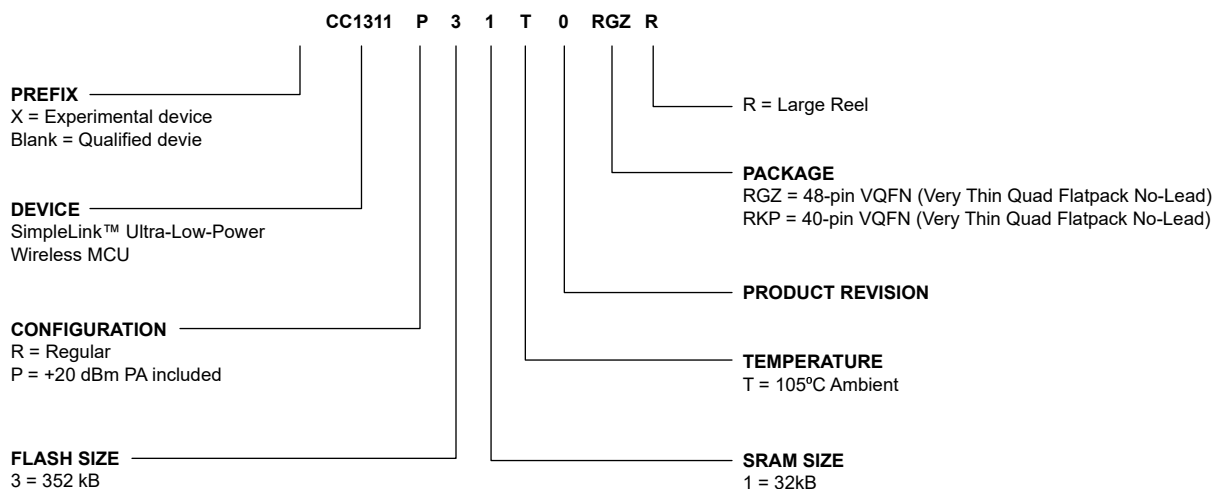 CC1311 P 3 1 T 0 RGZ R
PREFIX
X = Experimental device
Blank = Qualified devie
DEVICE
SimpleLink™ Ultra-Low-Power
Wireless MCU
CONFIGURATION
R = Regular
P = +20 dBm PA included
FLASH SIZE
3 = 352 kB
R = Large Reel
PACKAGE
RGZ = 48-pin VQFN (Very Thin Quad Flatpack No-Lead)
RKP = 40-pin VQFN (Very Thin Quad Flatpack No-Lead)
PRODUCT REVISION
TEMPERATURE
T = 105ºC Ambient
SRAM SIZE
1 = 32kB